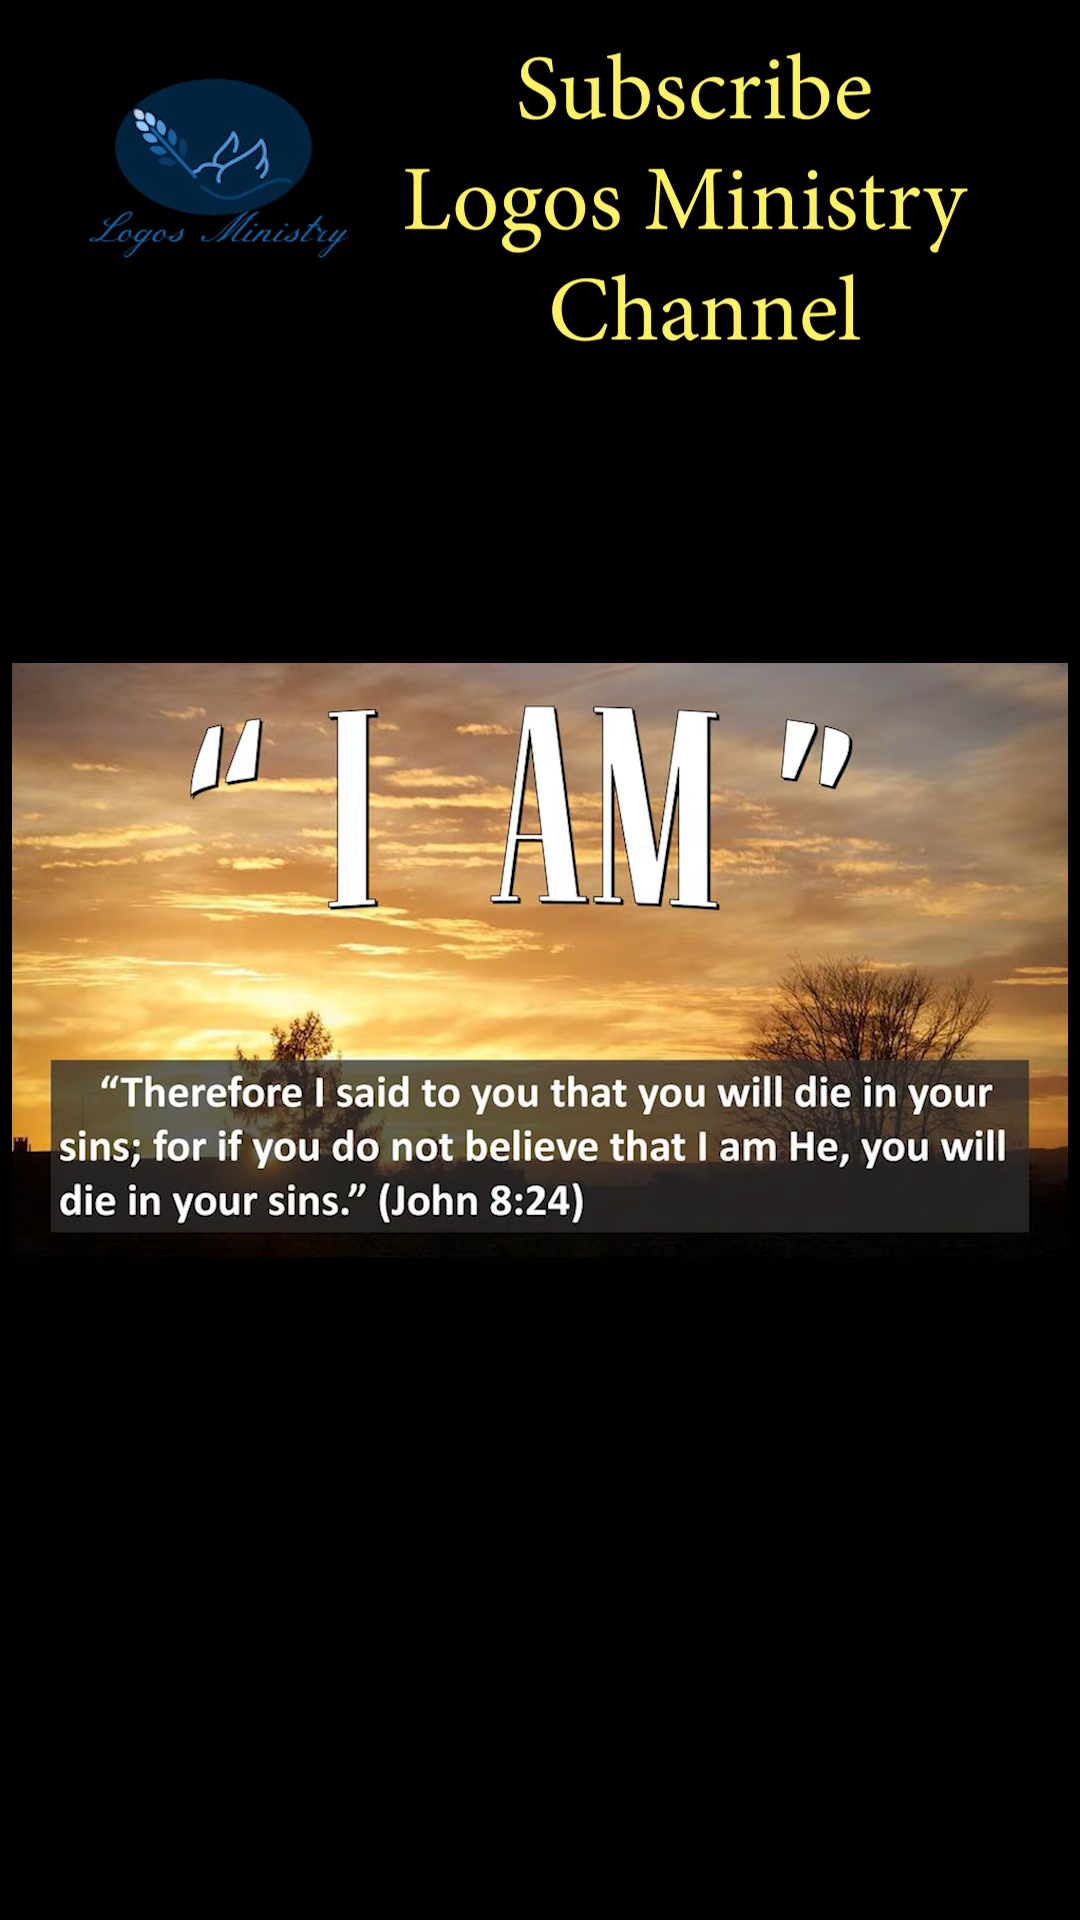 Subscribe
Logos Ministry
Channel
Logos Ministry
“I AM”
“Therefore I said to you that you will die in your
sins; for if you do not believe that I am He, you will
die in your sins.” (John 8:24)